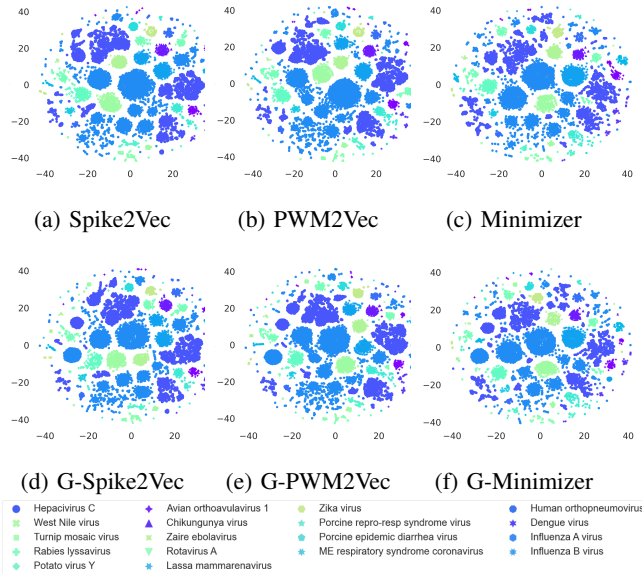 40
20
0
−20
−40
−40 −20 0 20
(a) Spike2Vec
40
20
0
−20
−40
−40 −20 0 20
(b) PWM2Vec
40
20
0
−20
−40
−40 −20 0 20 40
(c) Minimizer
40
20
0
−20
−40
−40 −20 0 20
(d) G-Spike2Vec
40
20
0
−20
−40
−40 −20 0 20
(e) G-PWM2Vec
40
20
0
−20
−40
−40 −20 0 20 40
(f) G-Minimizer
Hepacivirus C
West Nile virus
Turnip mosaic virus
Rabies lyssavirus
Potato virus Y
Avian orthoavulavirus 1
Chikungunya virus
Zaire ebolavirus
Rotavirus A
Lassa mammarenavirus
Zika virus
Porcine repro-resp syndrome virus
Porcine epidemic diarrhea virus
ME respiratory syndrome coronavirus
Human orthopneumovirus
Dengue virus
Influenza A virus
Influenza B virus